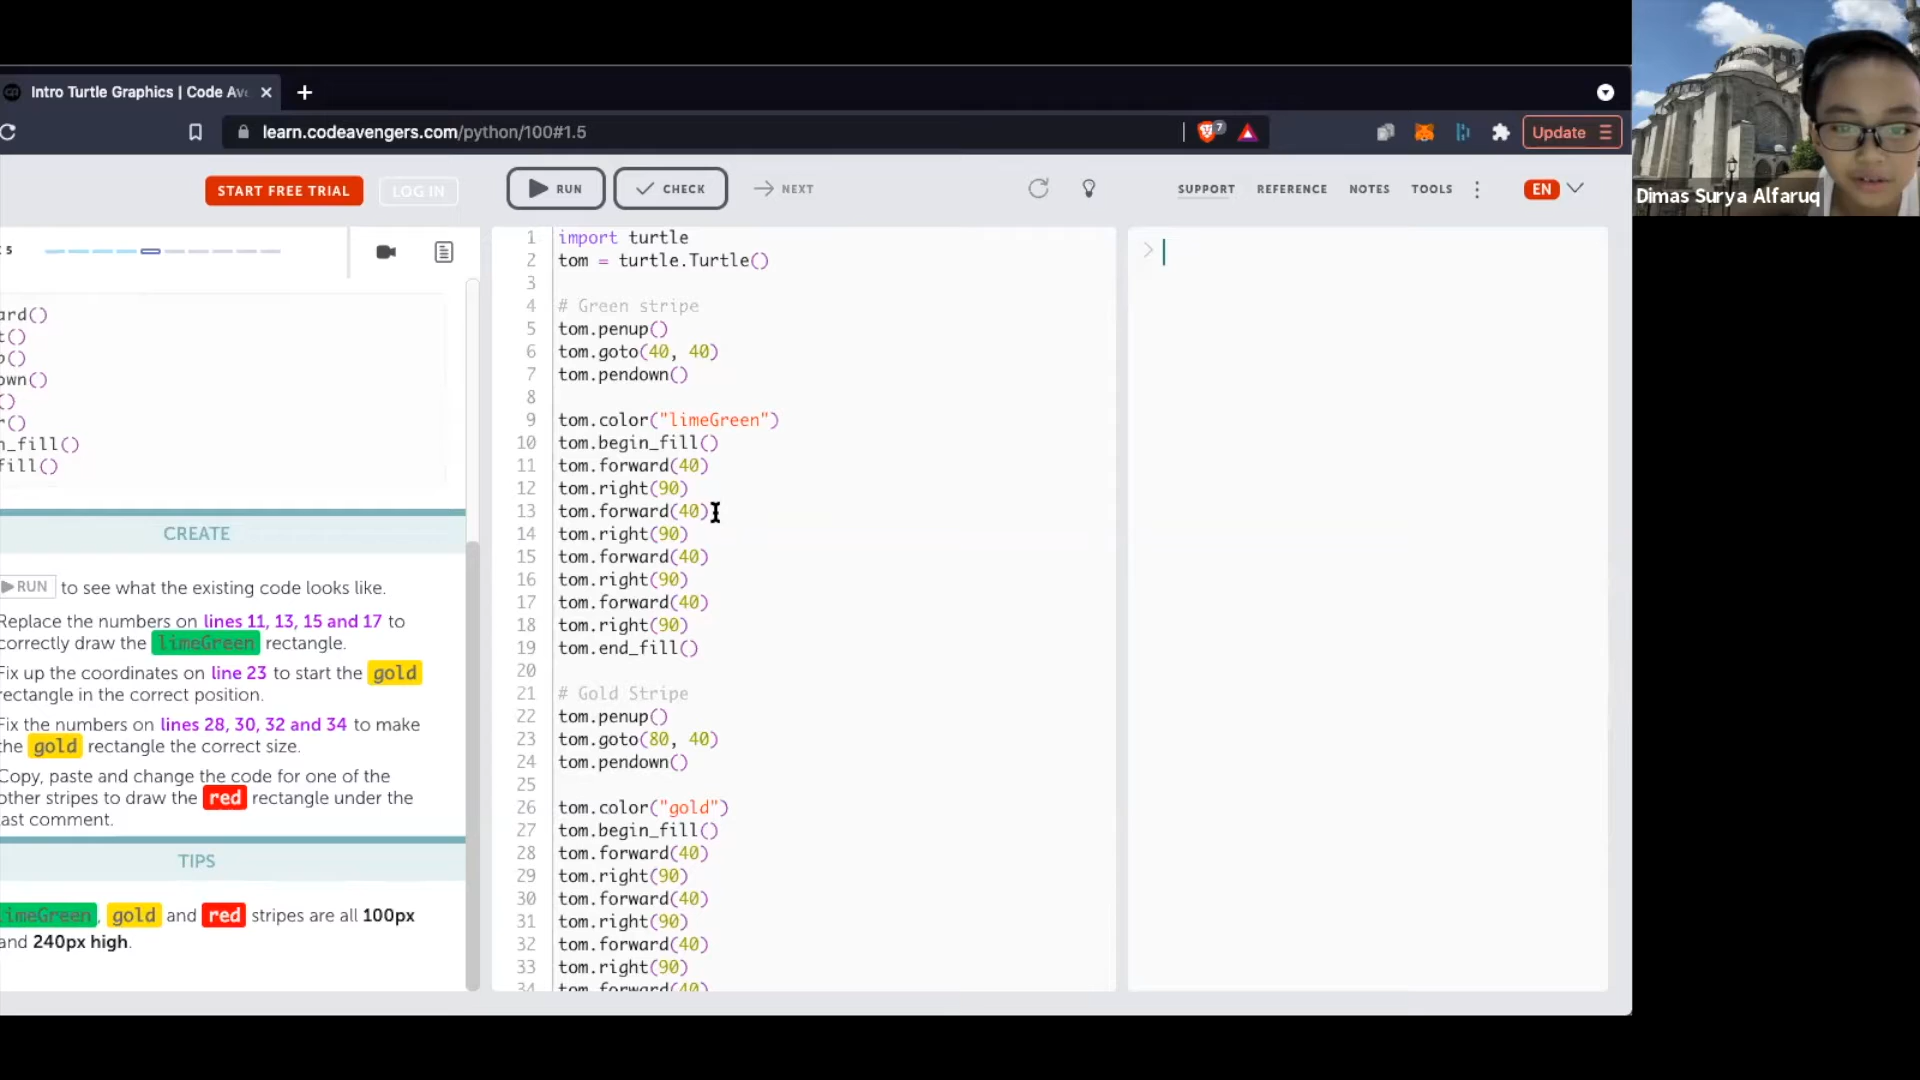 Intro Turtle Graphics | Code Av
learn.codeavengers.com/python/100#1.5
7
Update
START FREE TRIAL
LOG IN
RUN
CHECK
NEXT
SUPPORT
REFERENCE
NOTES
TOOLS
EN
Dimas Surya Alfaruq
5
ard()
t()
()
own()
()
r()
_fill()
fill()
CREATE
RUN to see what the existing code looks like.
Replace the numbers on lines 11, 13, 15 and 17 to
correctly draw the limeGreen rectangle.
Fix up the coordinates on line 23 to start the gold
rectangle in the correct position.
Fix the numbers on lines 28, 30, 32 and 34 to make
the gold rectangle the correct size.
Copy, paste and change the code for one of the
other stripes to draw the red rectangle under the
last comment.
TIPS
limeGreen, gold and red stripes are all 100px
and 240px high.
1 import turtle
2 tom = turtle.Turtle()
3
4 # Green stripe
5 tom.penup()
6 tom.goto(40, 40)
7 tom.pendown()
8
9 tom.color("limeGreen")
10 tom.begin_fill()
11 tom.forward(40)
12 tom.right(90)
13 tom.forward(40)
14 tom.right(90)
15 tom.forward(40)
16 tom.right(90)
17 tom.forward(40)
18 tom.right(90)
19 tom.end_fill()
20
21 # Gold Stripe
22 tom.penup()
23 tom.goto(80, 40)
24 tom.pendown()
25
26 tom.color("gold")
27 tom.begin_fill()
28 tom.forward(40)
29 tom.right(90)
30 tom.forward(40)
31 tom.right(90)
32 tom.forward(40)
33 tom.right(90)
34 tom.forward(40)
>